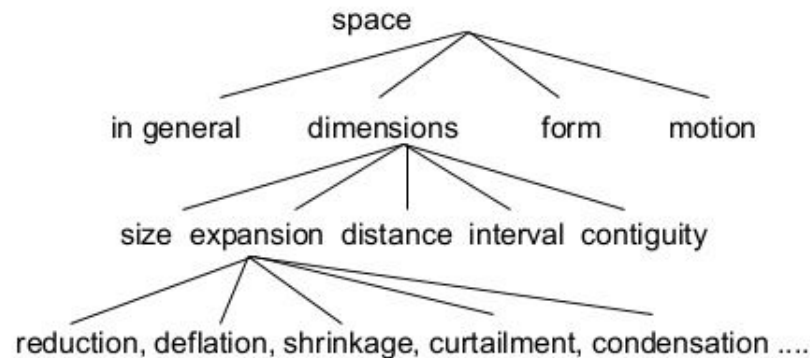 space
in general dimensions form motion
size expansion distance interval contiguity
reduction, deflation, shrinkage, curtailment, condensation ....